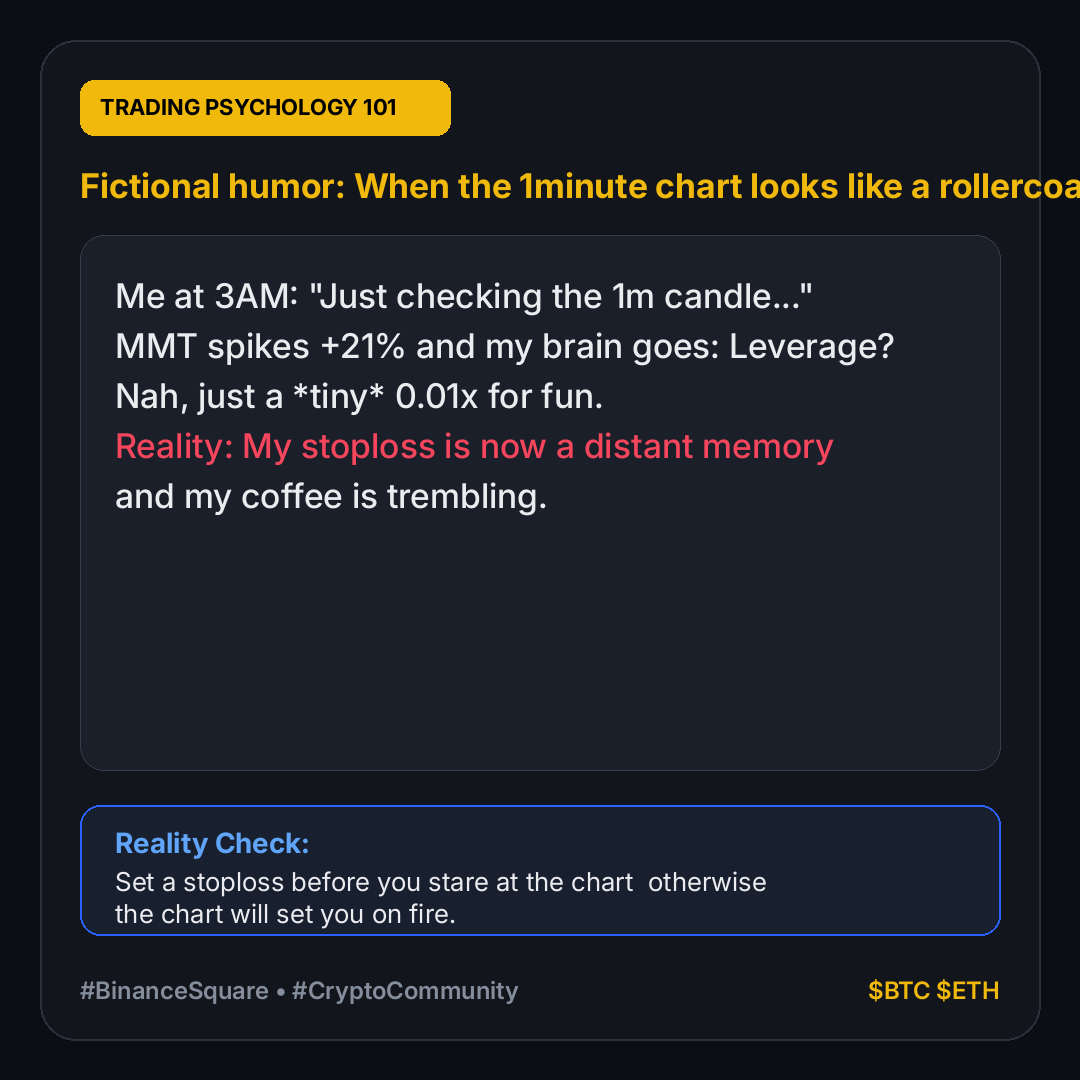 TRADING PSYCHOLOGY 101
Fictional humor: When the 1minute chart looks like a rollercoa
Me at 3AM: "Just checking the 1m candle..."
MMT spikes +21% and my brain goes: Leverage?
Nah, just a *tiny* 0.01x for fun.
Reality: My stoploss is now a distant memory
and my coffee is trembling.
Reality Check:
Set a stoploss before you stare at the chart  otherwise
the chart will set you on fire.
#BinanceSquare • #CryptoCommunity
$BTC $ETH